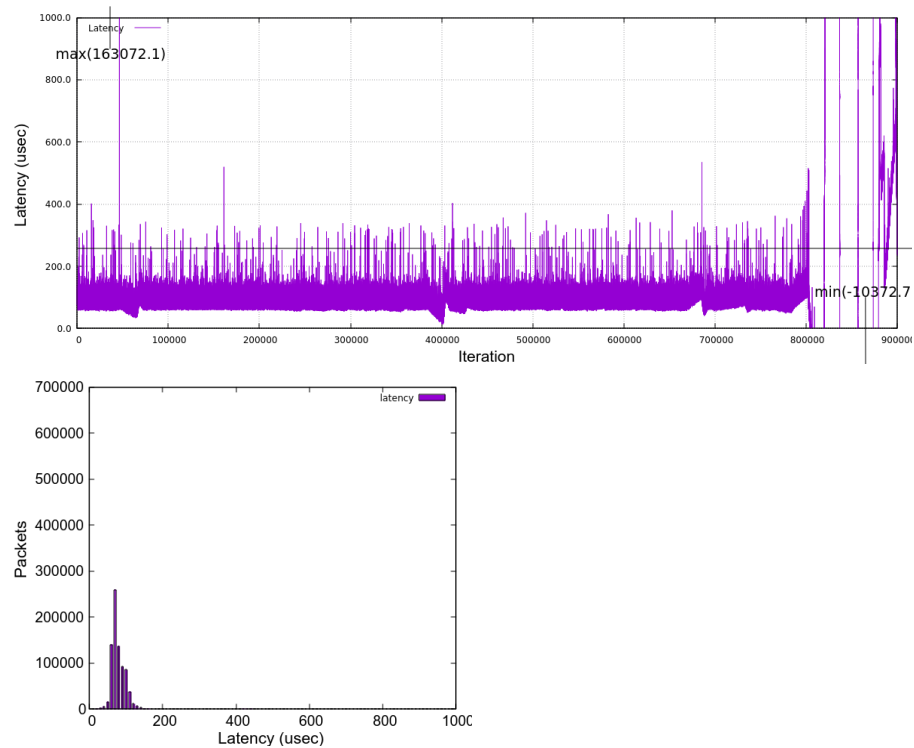 1000.0
Latency
max(163072.1)
800.0
600.0
400.0
200.0
min(-10372.7
0.0
0 100000 200000 300000 400000 500000 600000 700000 800000 900000
Latency (usec)
Iteration
700000
latency
600000
500000
400000
300000
200000
100000
0
0 200 400 600 800 1000
Packets
Latency (usec)